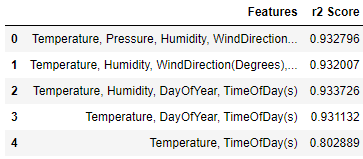 Features r2 Score
0 Temperature, Pressure, Humidity, WindDirection... 0.932796
1 Temperature, Humidity, WindDirection(Degrees),... 0.932007
2 Temperature, Humidity, DayOfYear, TimeOfDay(s) 0.933726
3 Temperature, DayOfYear, TimeOfDay(s) 0.931132
4 Temperature, TimeOfDay(s) 0.802889